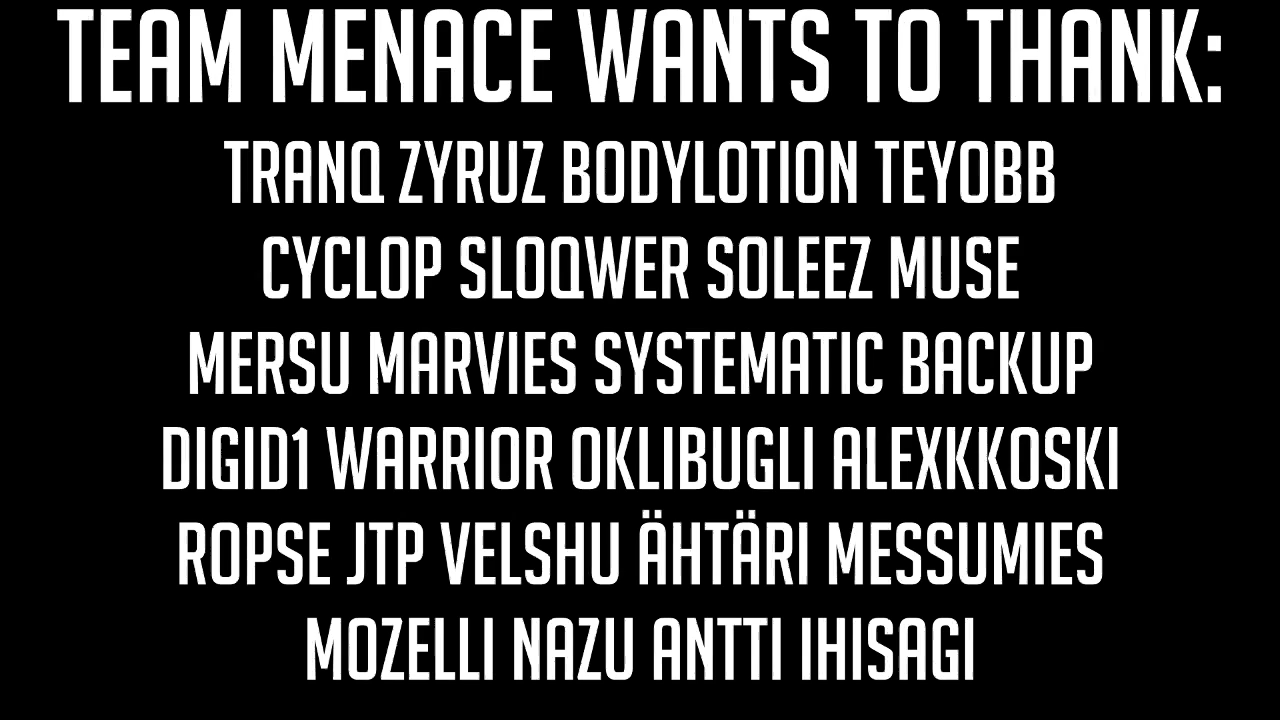 TEAM MENACE WANTS TO THANK:
TRANQ ZYRUZ BODYLOTION TEYOBB
CYCLOP SLOQWER SOLEEZ MUSE
MERSU MARVIES SYSTEMATIC BACKUP
DIGID1 WARRIOR OKLIBUGLI ALEXKKOSKI
ROPSE JTP VELSHU ÄHTÄRI MESSUMIES
MOZELLI NAZU ANTTI IHISAGI